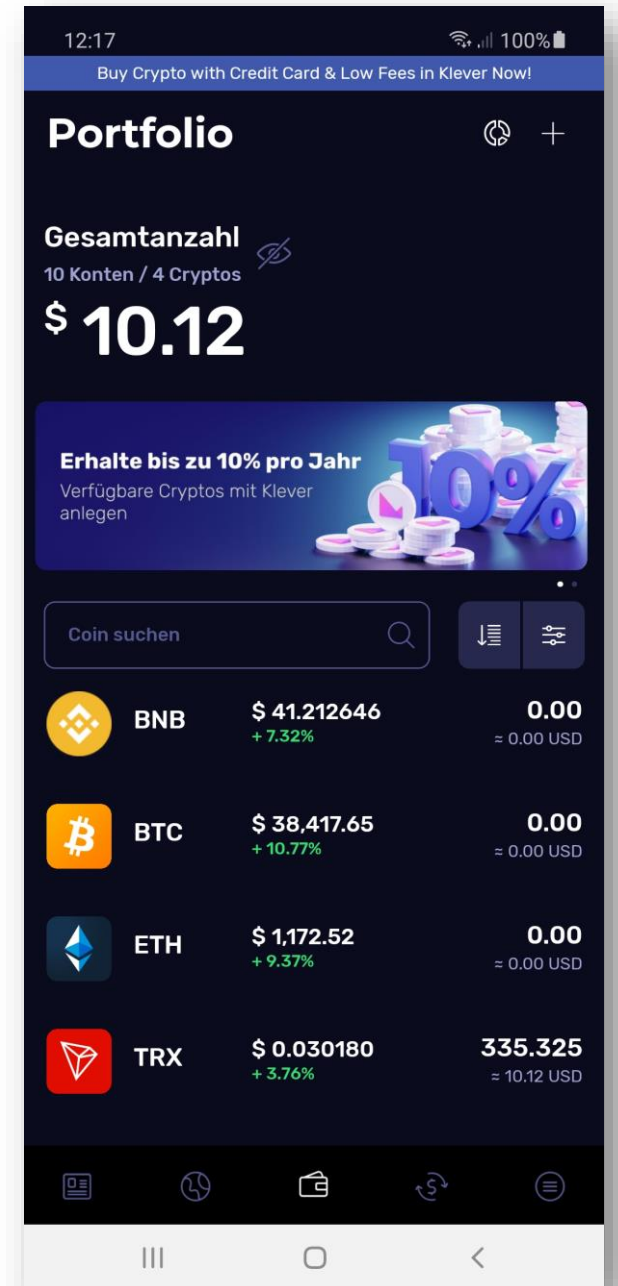 12:17 100%
Buy Crypto with Credit Card & Low Fees in Klever Now!
Portfolio
Gesamtanzahl
10 Konten / 4 Cryptos
$ 10.12
Erhalte bis zu 10% pro Jahr
Verfügbare Cryptos mit Klever
anlegen
10%
Coin suchen
BNB $ 41.212646 0.00
+ 7.32% ≈ 0.00 USD
BTC $ 38,417.65 0.00
+ 10.77% ≈ 0.00 USD
ETH $ 1,172.52 0.00
+ 9.37% ≈ 0.00 USD
TRX $ 0.030180 335.325
+ 3.76% ≈ 10.12 USD